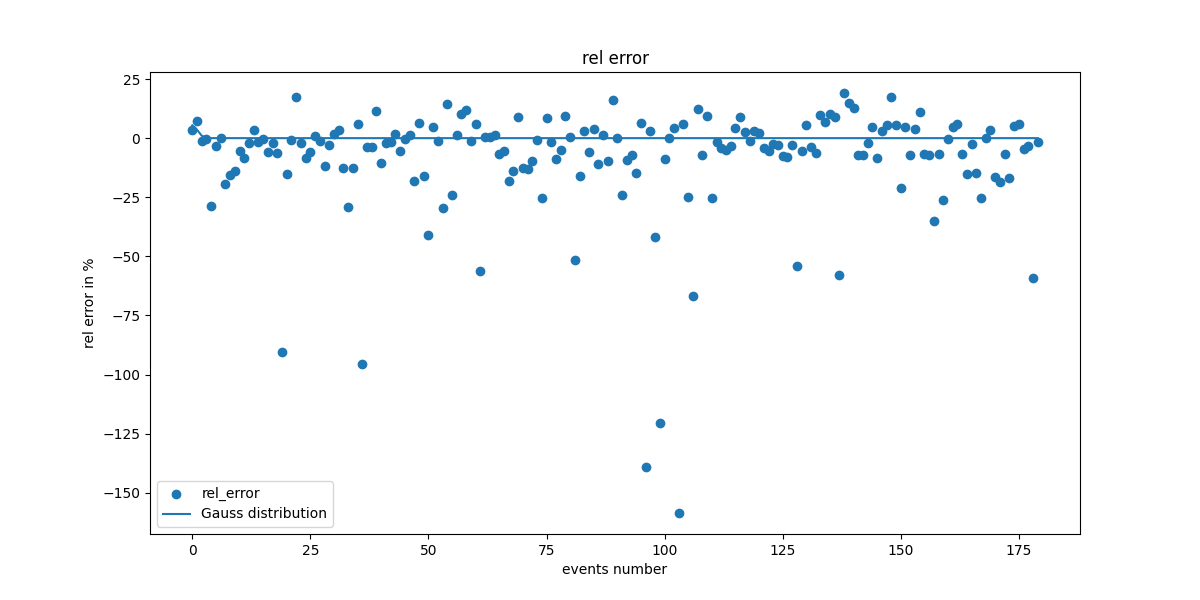 rel error
25
0
−25
−50
−75
−100
−125
−150
rel error in %
rel_error
Gauss distribution
0 25 50 75 100 125 150 175
events number